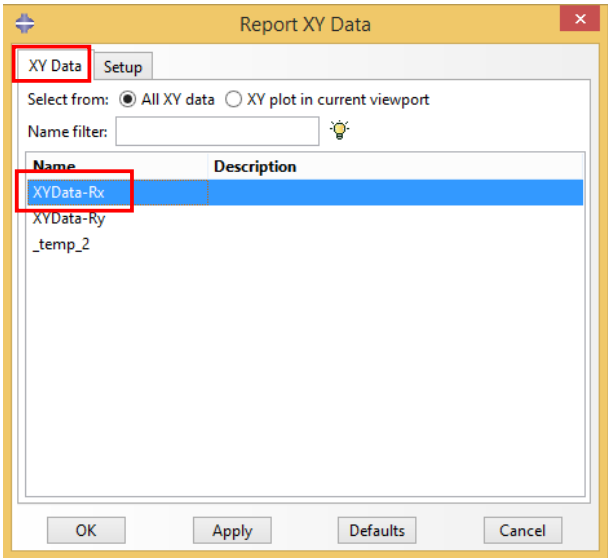 Report XY Data
XY Data Setup
Select from: All XY data XY plot in current viewport
Name filter:
Name Description
XYData-Rx
XYData-Ry
_temp_2
OK Apply Defaults Cancel